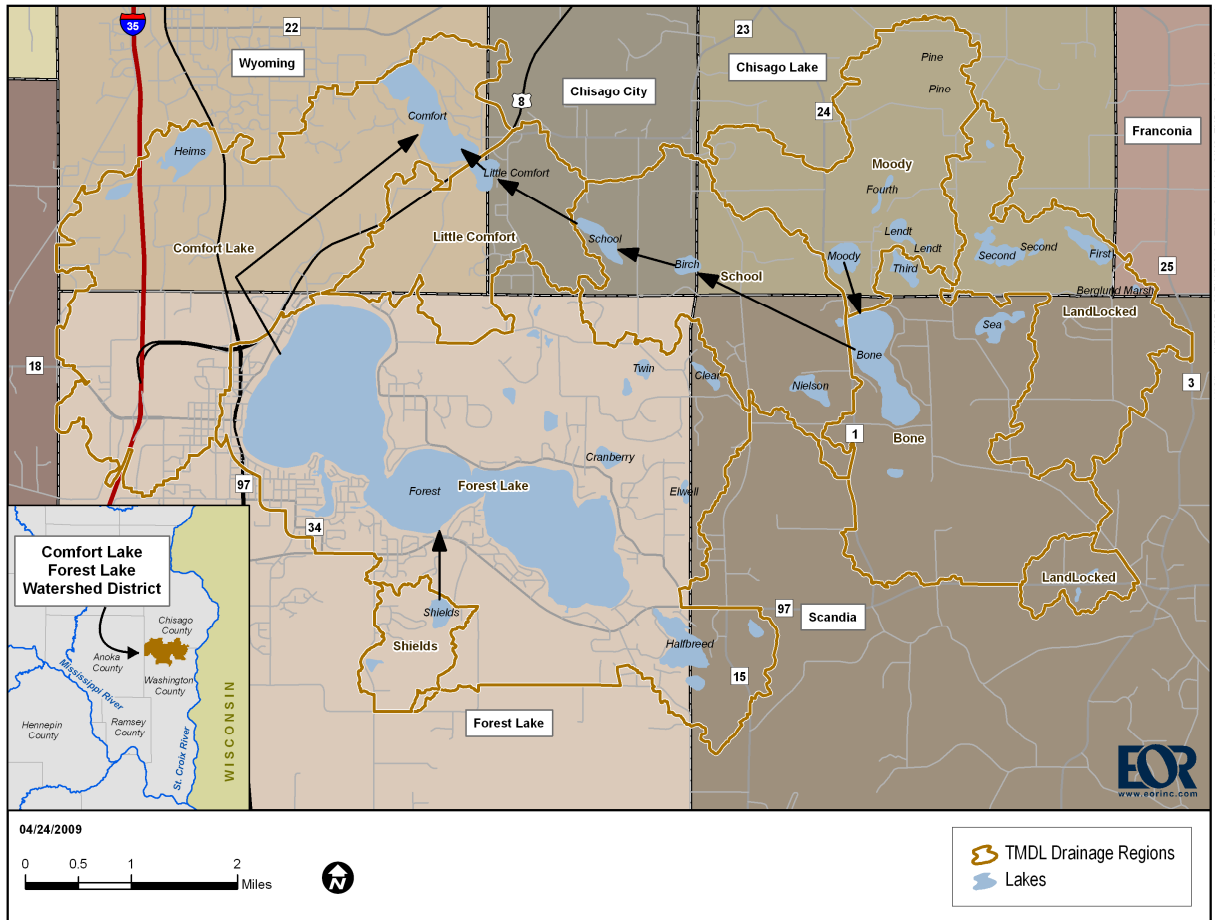 35
22
23
Wyoming
Chisago Lake
Pine
8
Chisago City
Pine
24
Comfort
Franconia
Heims
Moody
Little Comfort
Fourth
Comfort Lake
Little Comfort
School
Lendt
Lendt
Second
Second
First
Moody
Birch
School
Third
25
Berglund Marsh
LandLocked
Sea
18
Bone
Twin
Clear
Nielson
3
1
Bone
Cranberry
97
Forest
Forest Lake
Elwell
34
Comfort Lake
Forest Lake
Watershed District
LandLocked
Shields
97
Scandia
Chisago
County
Shields
Halfbreed
Anoka
County
Mississippi River
Washington
County
15
WISCONSIN
Hennepin
County
Ramsey
County
St. Croix River
Forest Lake
EOR
www.eorinc.com
04/24/2009
0 0.5 1 2
Miles
N
TMDL Drainage Regions
Lakes